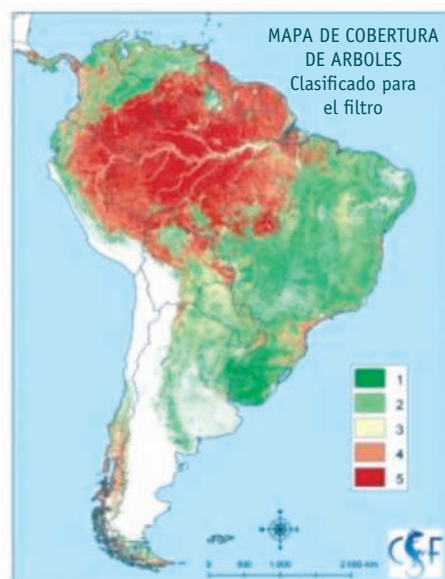 MAPA DE COBERTURA
DE ARBOLES
Clasificado para
el filtro
1
2
3
4
5
0 500 1.000 2.000 km
CSF